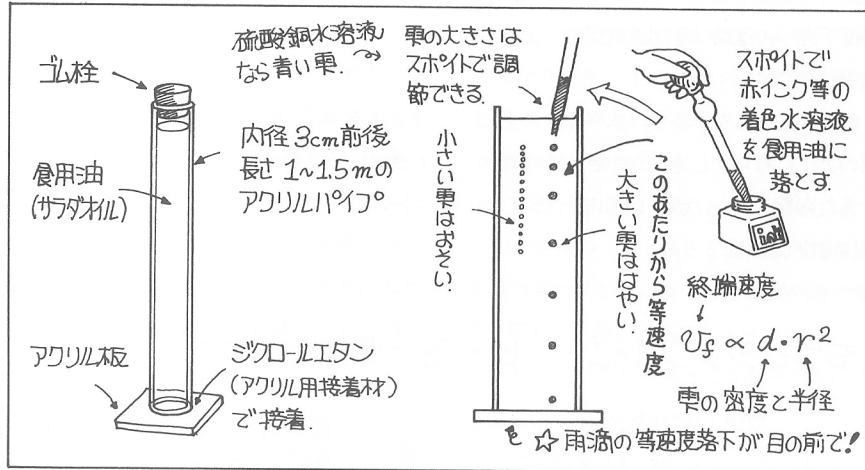 ゴム栓
硫酸銅水溶液
なら青い雫.
食用油
(サラダオイル)
内径3cm前後
長さ1~1.5mの
アクリルパイプ
アクリル板
ジクロールエタン
(アクリル用接着材)
で接着.
雫の大きさは
スポイトで調
節できる.
小さい雫はおそい.
このあたりから等速度
大きい雫ははやい.
スポイトで
赤インク等の
着色水溶液
を食用油に
落とす.
ink
終端速度
Vf ∝ d・r²
雫の密度と半径
☆雨滴の等速度落下が目の前で!